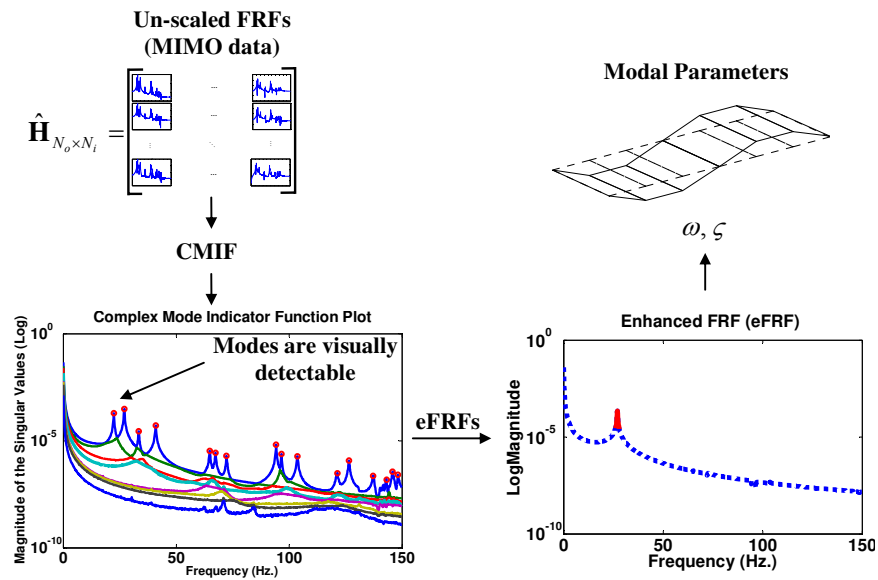 Un-scaled FRFs
(MIMO data)
Ĥ_{N_o×N_i} =
Modal Parameters
ω, ς
CMIF
Complex Mode Indicator Function Plot
Magnitude of the Singular Values (Log)
10^0
10^-5
10^-10
Modes are visually
detectable
0 50 100 150
Frequency (Hz.)
eFRFs
Enhanced FRF (eFRF)
LogMagnitude
10^0
10^-5
10^-10
0 50 100 150
Frequency (Hz.)